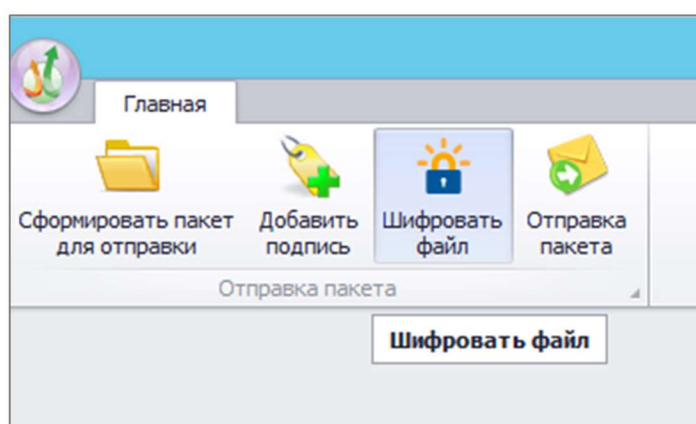 Главная
Сформировать пакет
для отправки
Добавить
подпись
Шифровать
файл
Отправка
пакета
Отправка пакета
Шифровать файл